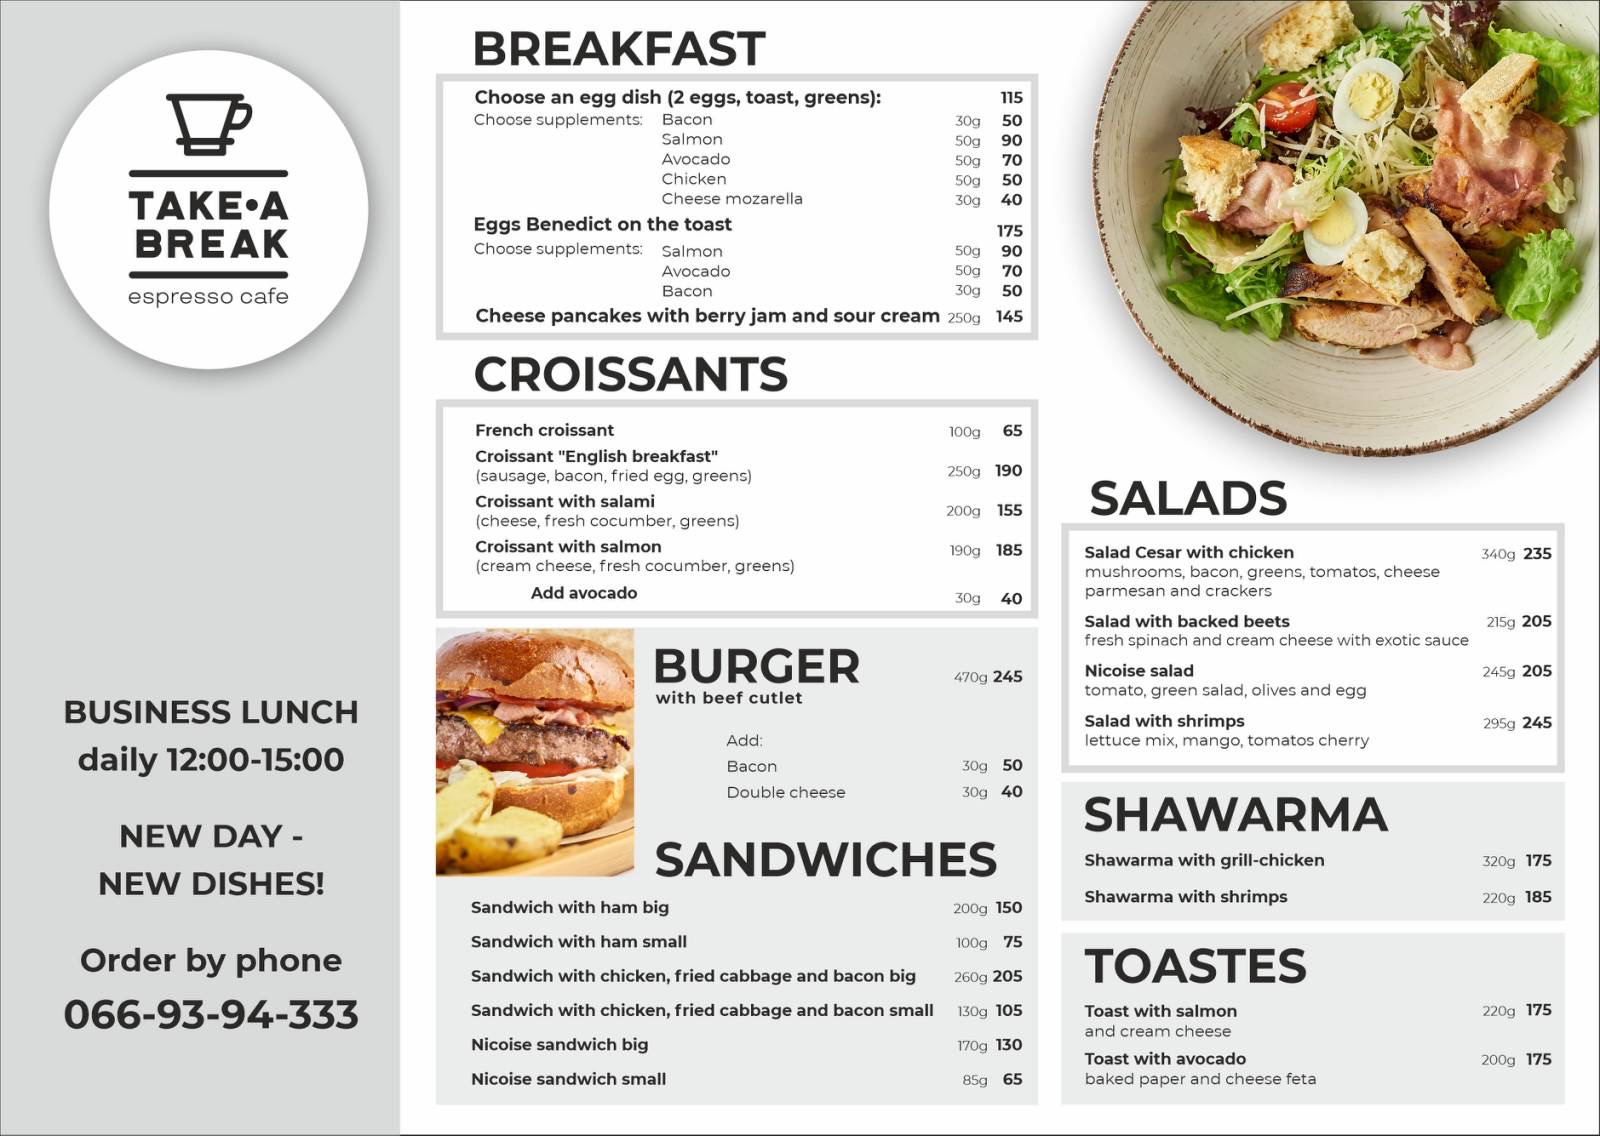 TAKE•A
BREAK
espresso cafe
BUSINESS LUNCH
daily 12:00-15:00
NEW DAY -
NEW DISHES!
Order by phone
066-93-94-333
BREAKFAST
Choose an egg dish (2 eggs, toast, greens): 115
Choose supplements: Bacon 30g 50
Salmon 50g 90
Avocado 50g 70
Chicken 50g 50
Cheese mozarella 30g 40
Eggs Benedict on the toast 175
Choose supplements: Salmon 50g 90
Avocado 50g 70
Bacon 30g 50
Cheese pancakes with berry jam and sour cream 250g 145
CROISSANTS
French croissant 100g 65
Croissant "English breakfast" 250g 190
(sausage, bacon, fried egg, greens)
Croissant with salami 200g 155
(cheese, fresh cocumber, greens)
Croissant with salmon 190g 185
(cream cheese, fresh cocumber, greens)
Add avocado 30g 40
BURGER 470g 245
with beef cutlet
Add:
Bacon 30g 50
Double cheese 30g 40
SANDWICHES
Sandwich with ham big 200g 150
Sandwich with ham small 100g 75
Sandwich with chicken, fried cabbage and bacon big 260g 205
Sandwich with chicken, fried cabbage and bacon small 130g 105
Nicoise sandwich big 170g 130
Nicoise sandwich small 85g 65
SALADS
Salad Cesar with chicken 340g 235
mushrooms, bacon, greens, tomatos, cheese
parmesan and crackers
Salad with backed beets 215g 205
fresh spinach and cream cheese with exotic sauce
Nicoise salad 245g 205
tomato, green salad, olives and egg
Salad with shrimps 295g 245
lettuce mix, mango, tomatos cherry
SHAWARMA
Shawarma with grill-chicken 320g 175
Shawarma with shrimps 220g 185
TOASTES
Toast with salmon 220g 175
and cream cheese
Toast with avocado 200g 175
baked paper and cheese feta